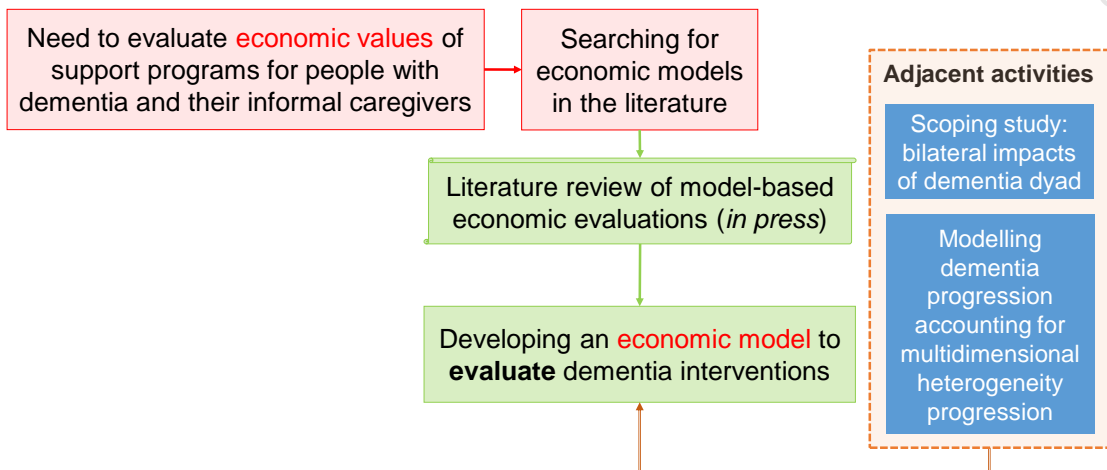 Need to evaluate economic values of
support programs for people with
dementia and their informal caregivers
Searching for
economic models
in the literature
Literature review of model-based
economic evaluations (in press)
Developing an economic model to
evaluate dementia interventions
Adjacent activities
Scoping study:
bilateral impacts
of dementia dyad
Modelling
dementia
progression
accounting for
multidimensional
heterogeneity
progression